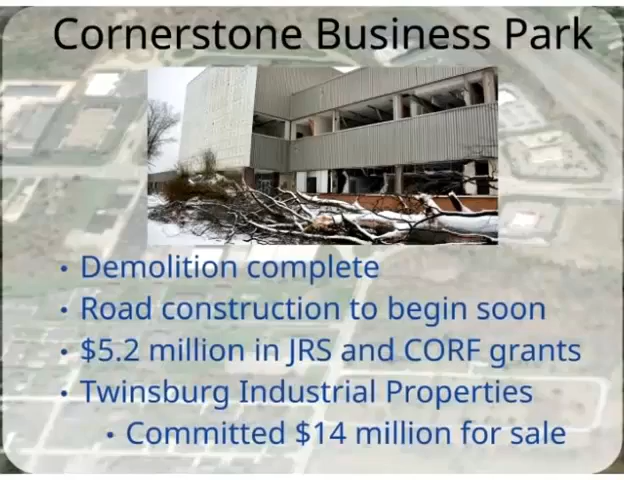 Cornerstone Business Park
• Demolition complete
• Road construction to begin soon
• $5.2 million in JRS and CORF grants
• Twinsburg Industrial Properties
• Committed $14 million for sale